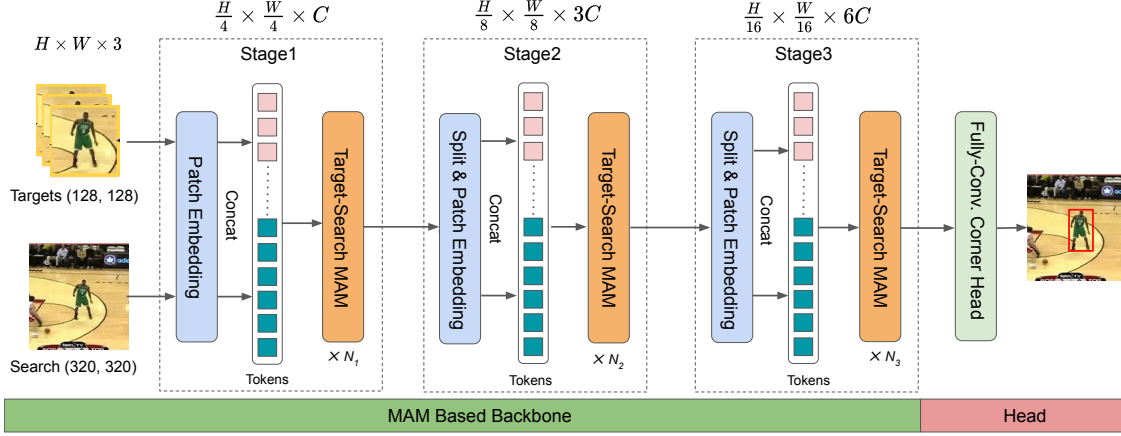 H × W × 3
H/4 × W/4 × C
H/8 × W/8 × 3C
H/16 × W/16 × 6C
Stage1
Stage2
Stage3
Targets (128, 128)
Search (320, 320)
Patch Embedding
Concat
Target-Search MAM
× N₁
Tokens
Split & Patch Embedding
Concat
Target-Search MAM
× N₂
Tokens
Split & Patch Embedding
Concat
Target-Search MAM
× N₃
Tokens
Fully-Conv. Corner Head
MAM Based Backbone
Head